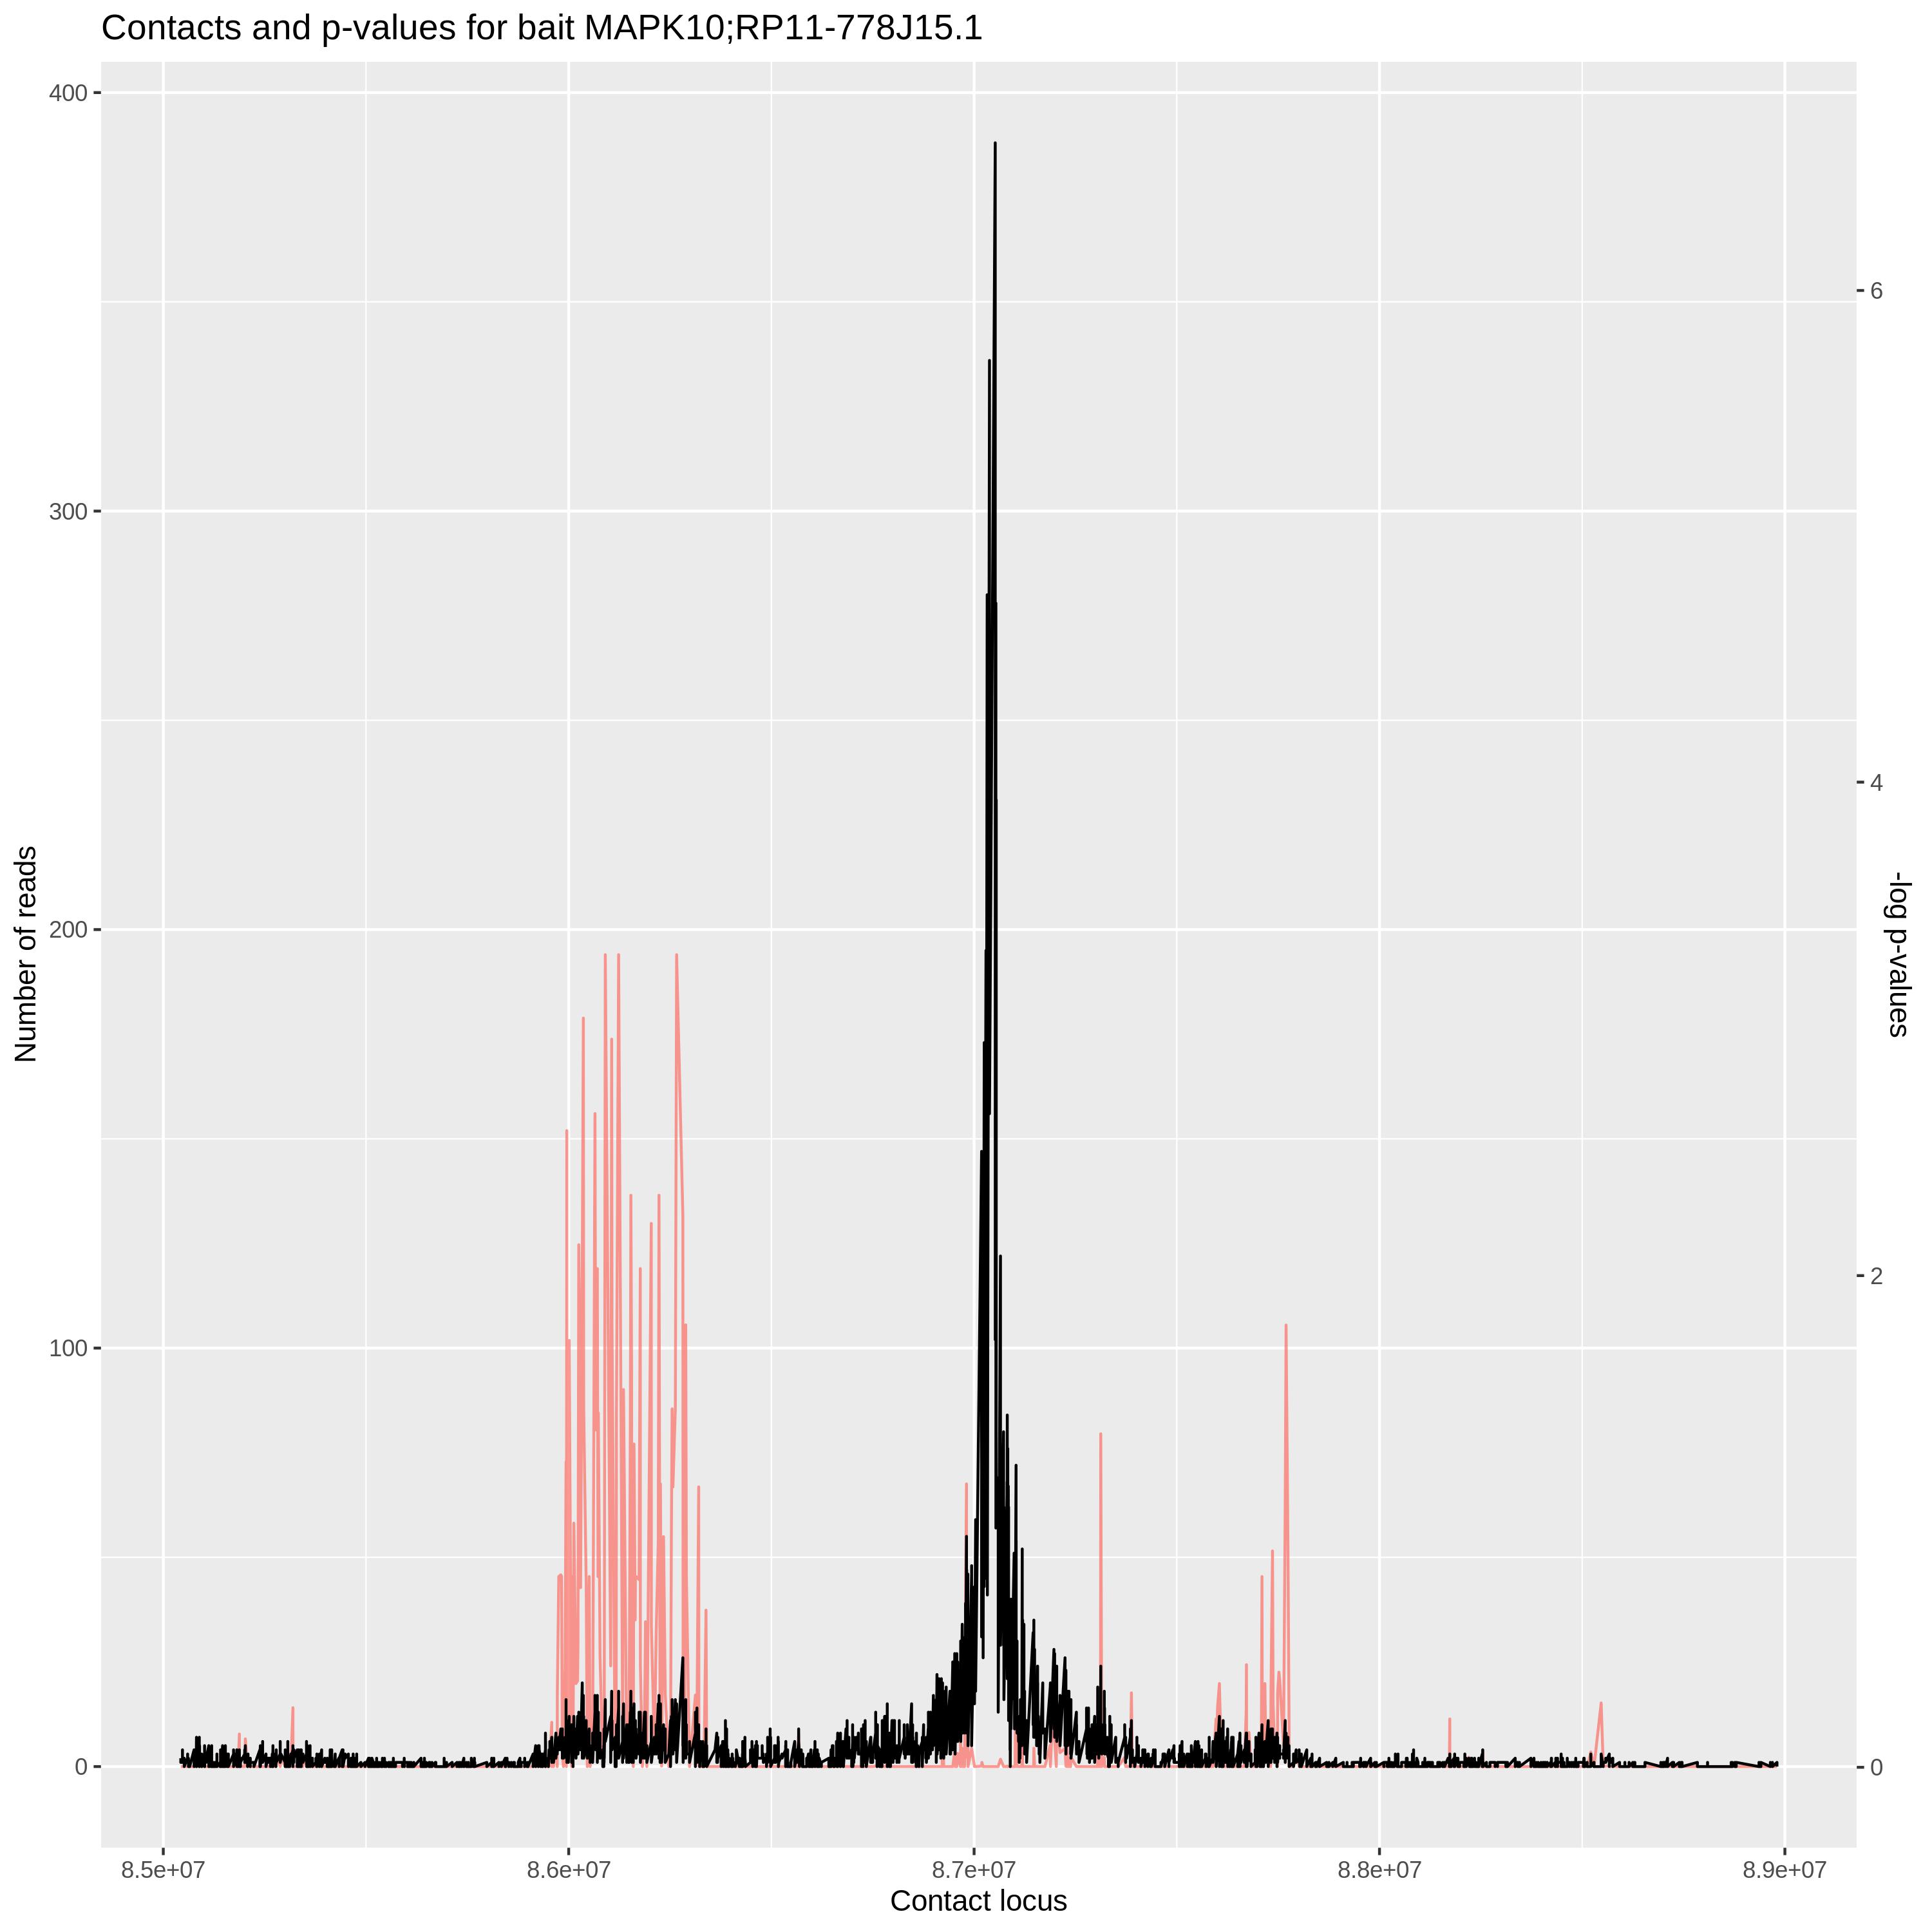 Contacts and p-values for bait MAPK10;RP11-778J15.1
400
300
200
100
0
Number of reads
6
4
2
0
-log p-values
8.5e+07 8.6e+07 8.7e+07 8.8e+07 8.9e+07
Contact locus